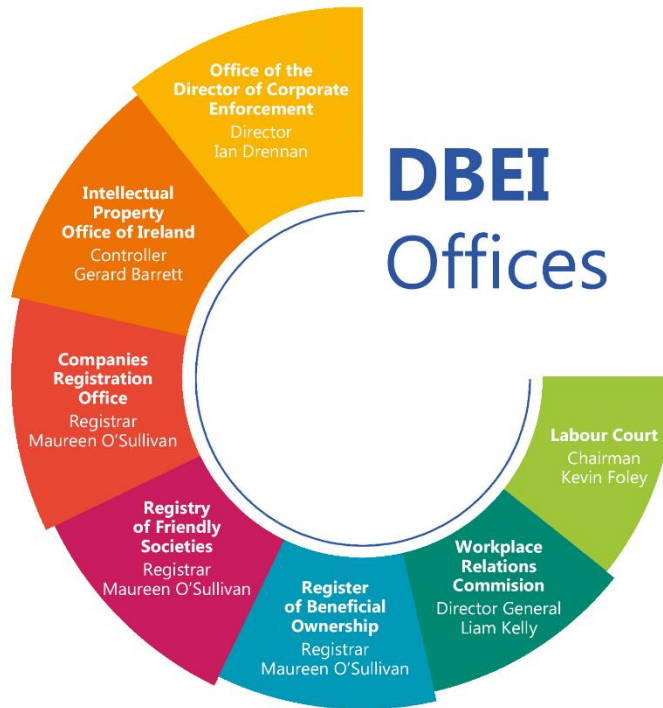 DBEI
Offices
Office of the
Director of Corporate
Enforcement
Director
Ian Drennan
Intellectual
Property
Office of Ireland
Controller
Gerard Barrett
Companies
Registration
Office
Registrar
Maureen O'Sullivan
Registry
of Friendly
Societies
Registrar
Maureen O'Sullivan
Register
of Beneficial
Ownership
Registrar
Maureen O'Sullivan
Workplace
Relations
Commision
Director General
Liam Kelly
Labour Court
Chairman
Kevin Foley